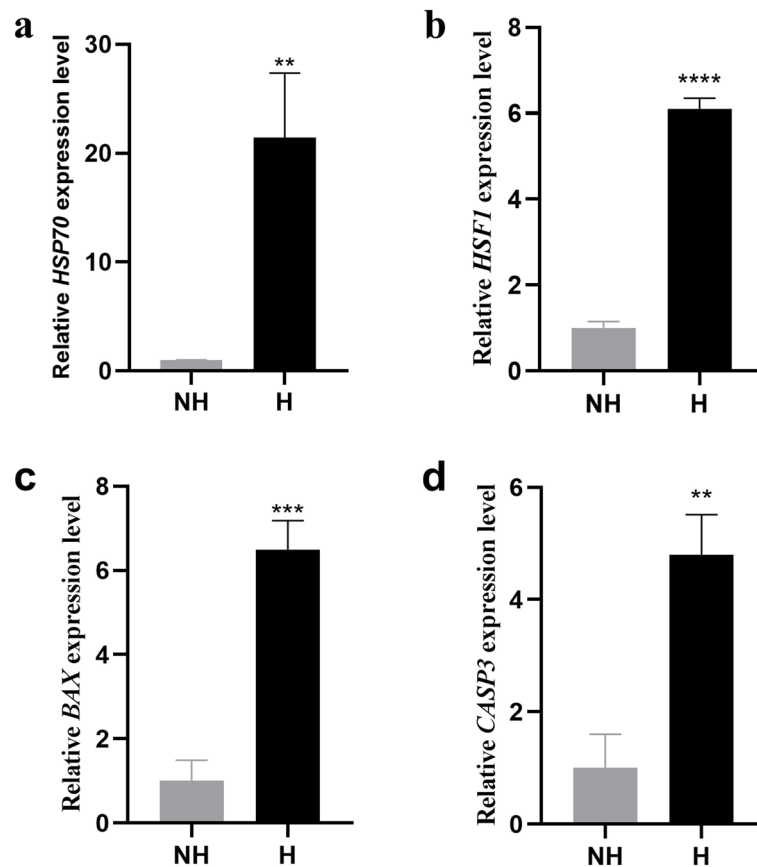 a
Relative HSP70 expression level
30
20
10
0
**
NH
H
b
Relative HSF1 expression level
8
6
4
2
0
****
NH
H
c
Relative BAX expression level
8
6
4
2
0
***
NH
H
d
Relative CASP3 expression level
6
4
2
0
**
NH
H